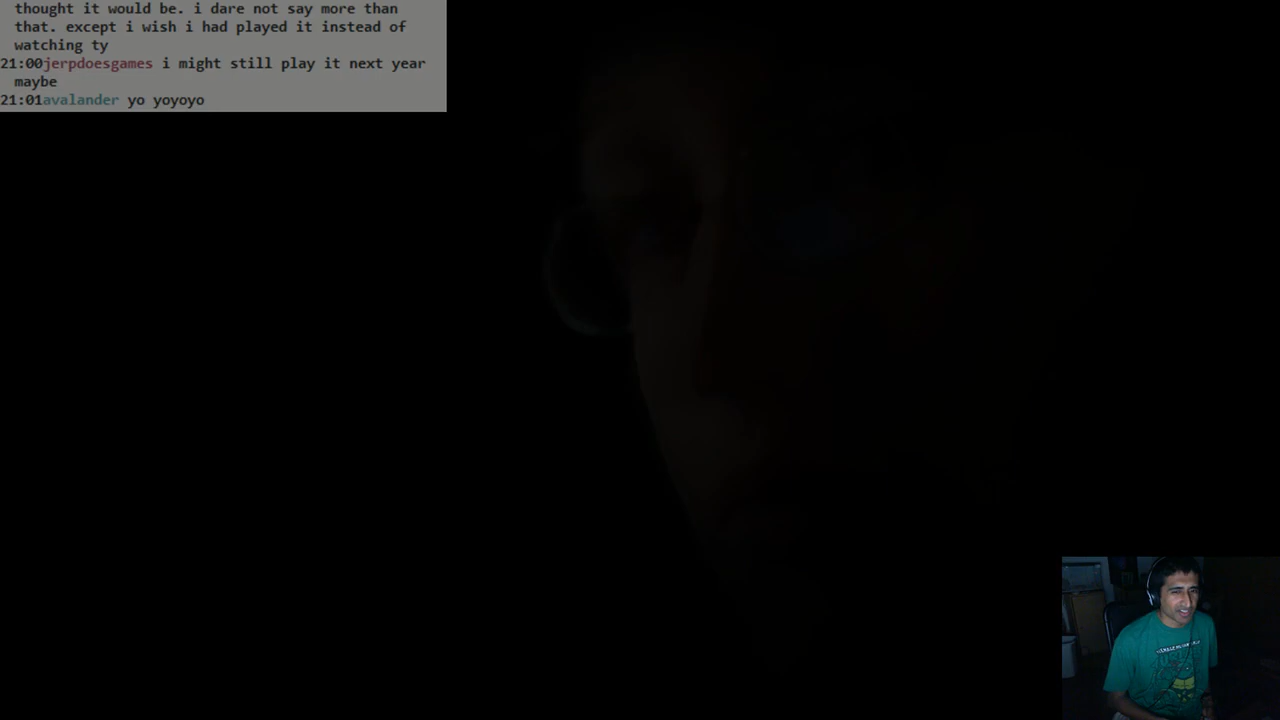 thought it would be. i dare not say more than
that. except i wish i had played it instead of
watching ty
21:00jerpdoesgames i might still play it next year
maybe
21:01avalander yo yoyoyo